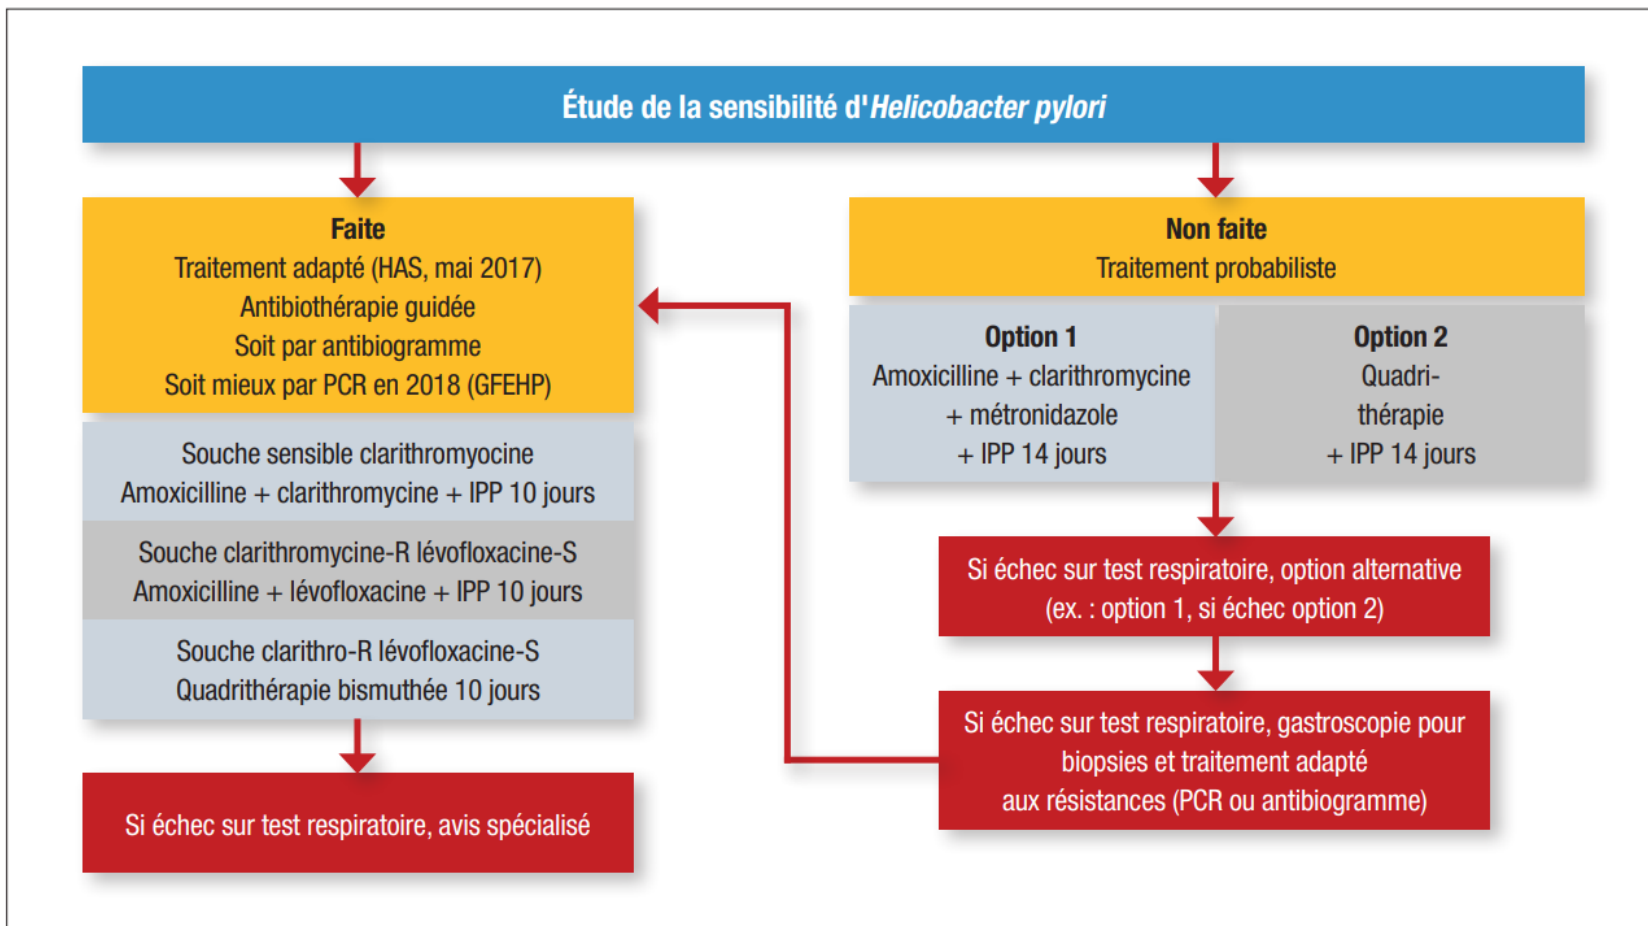 Étude de la sensibilité d'Helicobacter pylori
Faite
Traitement adapté (HAS, mai 2017)
Antibiothérapie guidée
Soit par antibiogramme
Soit mieux par PCR en 2018 (GFEHP)
Souche sensible clarithromyocine
Amoxicilline + clarithromycine + IPP 10 jours
Souche clarithromycine-R lévofloxacine-S
Amoxicilline + lévofloxacine + IPP 10 jours
Souche clarithro-R lévofloxacine-S
Quadrithérapie bismuthée 10 jours
Si échec sur test respiratoire, avis spécialisé
Non faite
Traitement probabiliste
Option 1
Amoxicilline + clarithromycine
+ métronidazole
+ IPP 14 jours
Option 2
Quadri-
thérapie
+ IPP 14 jours
Si échec sur test respiratoire, option alternative
(ex. : option 1, si échec option 2)
Si échec sur test respiratoire, gastroscopie pour
biopsies et traitement adapté
aux résistances (PCR ou antibiogramme)